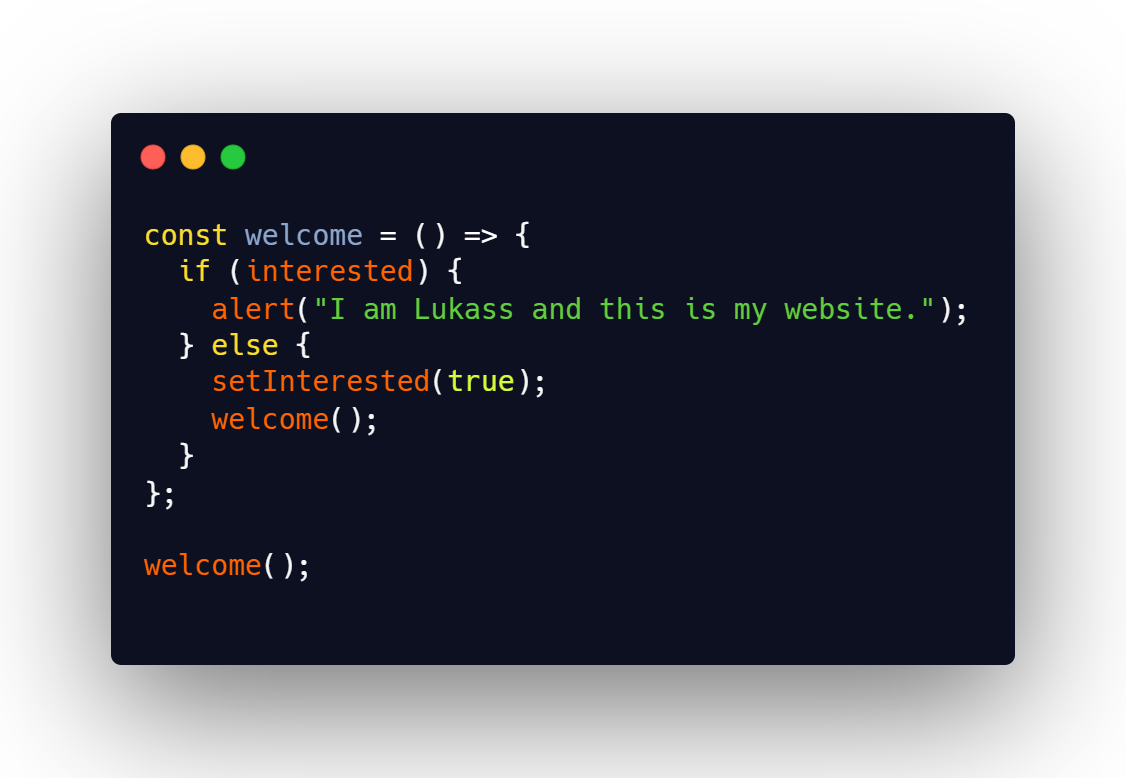 const welcome = () => {
  if (interested) {
    alert("I am Lukass and this is my website.");
  } else {
    setInterested(true);
    welcome();
  }
};

welcome();